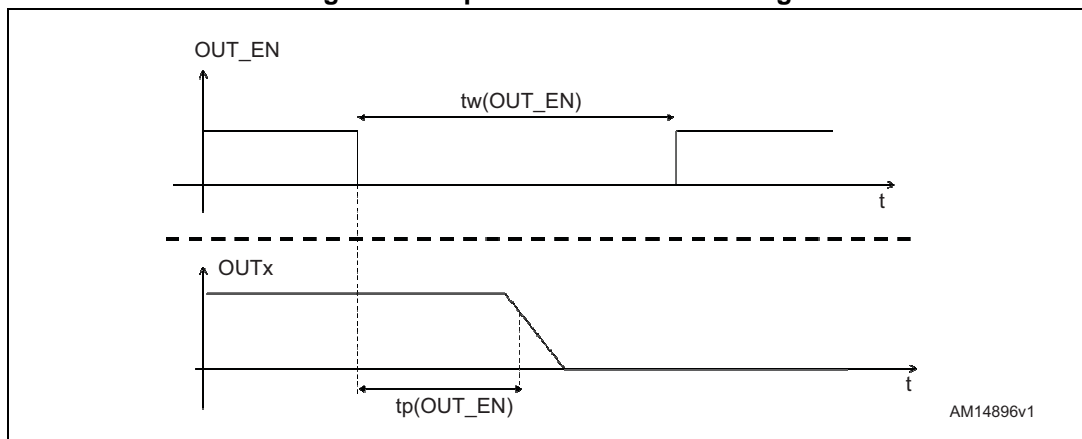 OUT_EN
tw(OUT_EN)
t
OUTx
t
tp(OUT_EN)
AM14896v1